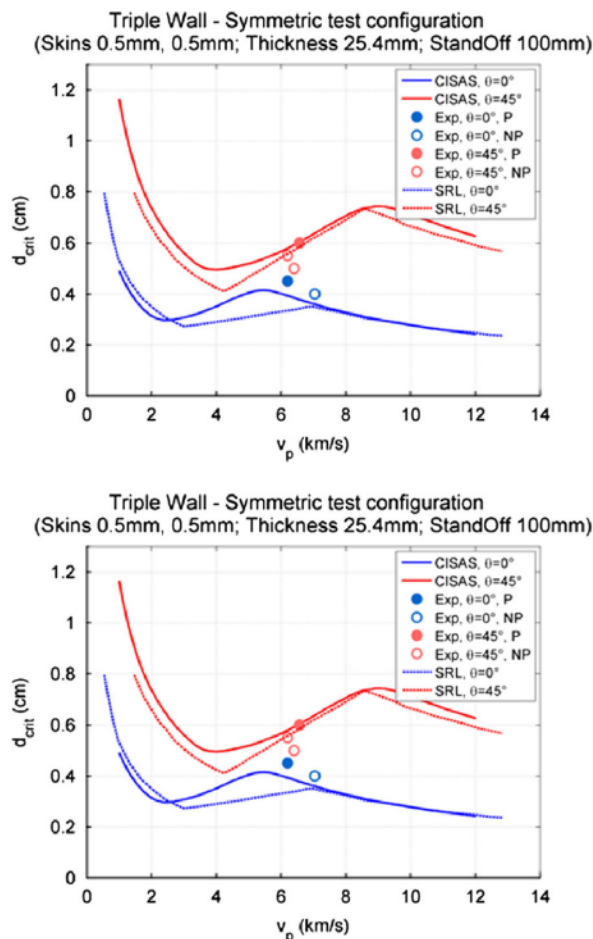 Triple Wall - Symmetric test configuration
(Skins 0.5mm, 0.5mm; Thickness 25.4mm; StandOff 100mm)
1.2
1
0.8
0.6
0.4
0.2
0
d_crit (cm)
CISAS, θ=0°
CISAS, θ=45°
Exp, θ=0°, P
Exp, θ=0°, NP
Exp, θ=45°, P
Exp, θ=45°, NP
SRL, θ=0°
SRL, θ=45°
0 2 4 6 8 10 12 14
v_p (km/s)
Triple Wall - Symmetric test configuration
(Skins 0.5mm, 0.5mm; Thickness 25.4mm; StandOff 100mm)
1.2
1
0.8
0.6
0.4
0.2
0
d_crit (cm)
CISAS, θ=0°
CISAS, θ=45°
Exp, θ=0°, P
Exp, θ=0°, NP
Exp, θ=45°, P
Exp, θ=45°, NP
SRL, θ=0°
SRL, θ=45°
0 2 4 6 8 10 12 14
v_p (km/s)